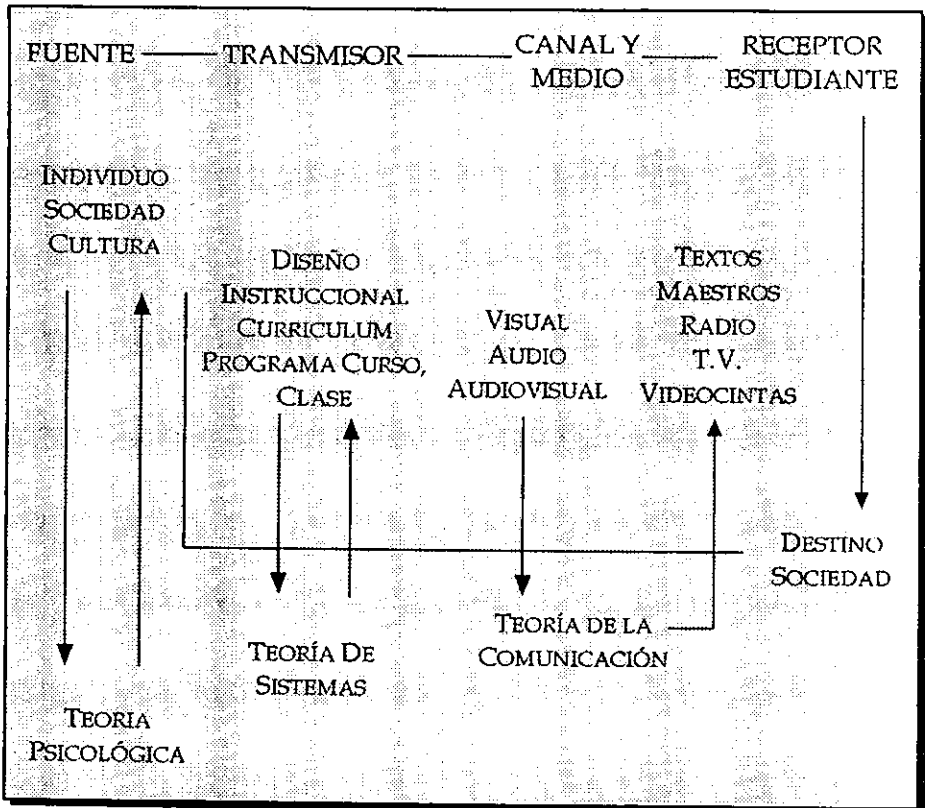 FUENTE
TRANSMISOR
CANAL Y
MEDIO
RECEPTOR
ESTUDIANTE
INDIVIDUO
SOCIEDAD
CULTURA
DISEÑO
INSTRUCCIONAL
CURRICULUM
PROGRAMA CURSO,
CLASE
VISUAL
AUDIO
AUDIOVISUAL
TEXTOS
MAESTROS
RADIO
T.V.
VIDEOCINTAS
DESTINO
SOCIEDAD
TEORÍA DE LA
COMUNICACIÓN
TEORÍA DE
SISTEMAS
TEORIA
PSICOLÓGICA